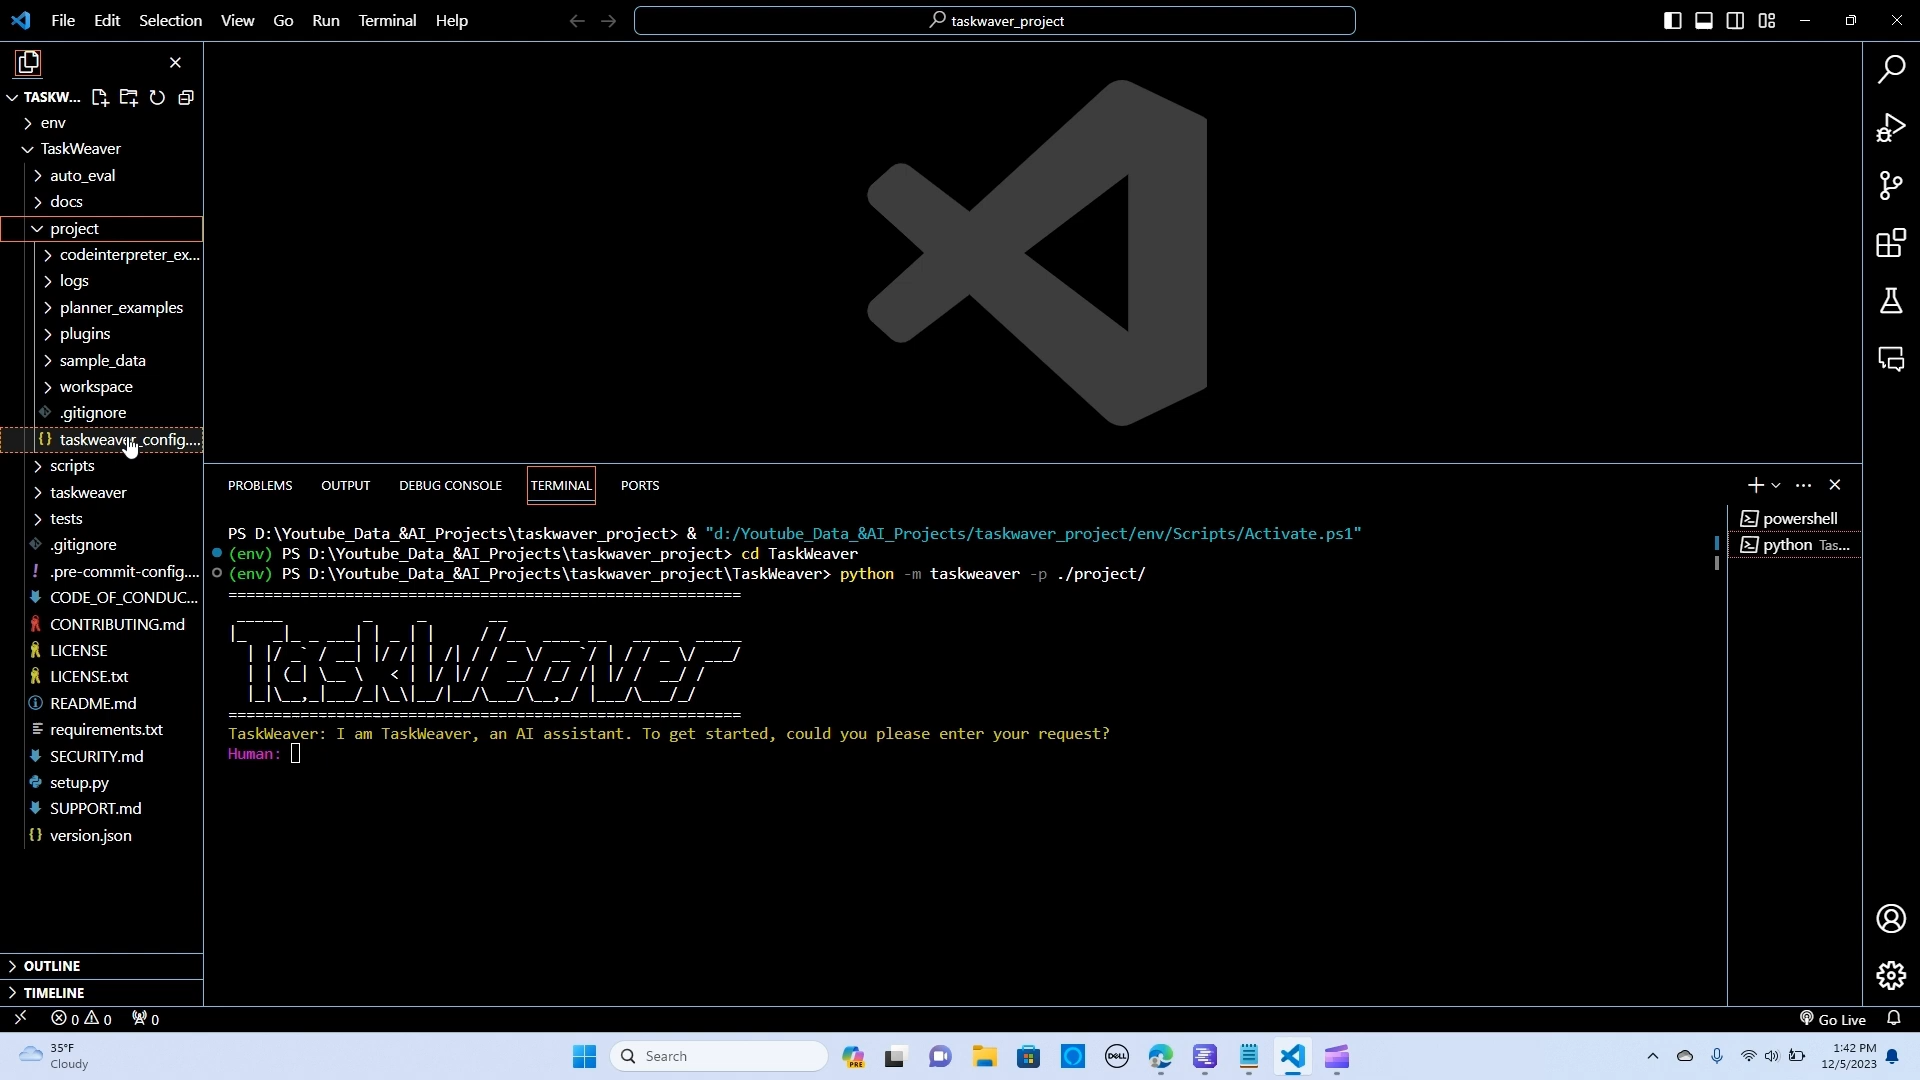 File Edit Selection View Go Run Terminal Help
taskwaver_project
TASKW...
env
TaskWeaver
auto_eval
docs
project
codeinterpreter_ex...
logs
planner_examples
plugins
sample_data
workspace
.gitignore
taskweaver_config....
scripts
taskweaver
tests
.gitignore
.pre-commit-config....
CODE_OF_CONDUC...
CONTRIBUTING.md
LICENSE
LICENSE.txt
README.md
requirements.txt
SECURITY.md
setup.py
SUPPORT.md
version.json
OUTLINE
TIMELINE
PROBLEMS OUTPUT DEBUG CONSOLE TERMINAL PORTS
PS D:\Youtube_Data_&AI_Projects\taskwaver_project> & "d:/Youtube_Data_&AI_Projects/taskwaver_project/env/Scripts/Activate.ps1"
(env) PS D:\Youtube_Data_&AI_Projects\taskwaver_project> cd TaskWeaver
(env) PS D:\Youtube_Data_&AI_Projects\taskwaver_project\TaskWeaver> python -m taskweaver -p ./project/
TaskWeaver
TaskWeaver: I am TaskWeaver, an AI assistant. To get started, could you please enter your request?
Human:
powershell
python Tas...
0 0 0
Go Live
35°F
Cloudy
Search
PRE
DELL
1:42 PM
12/5/2023